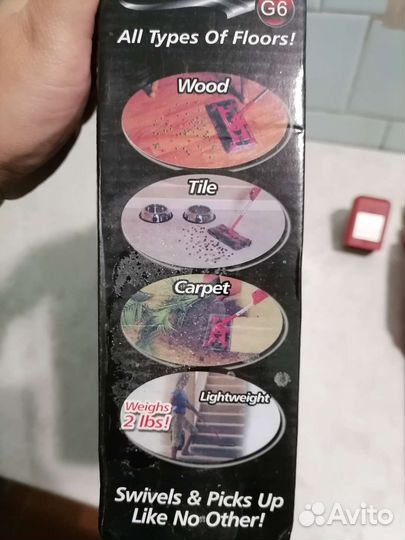 G6
All Types Of Floors!
Wood
Tile
Carpet
Lightweight
Weighs
2 lbs!
Swivels & Picks Up
Like No Other!
Avito